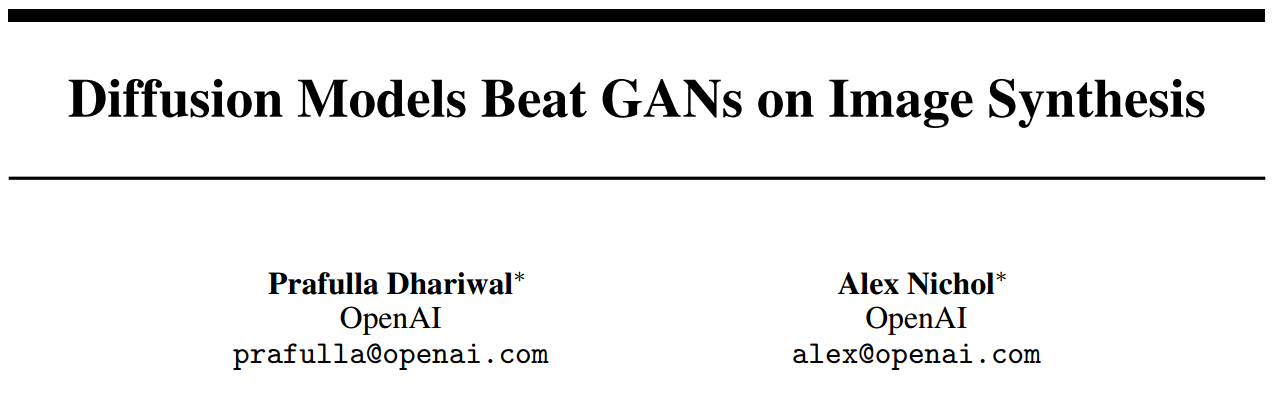 Diffusion Models Beat GANs on Image Synthesis
Prafulla Dhariwal*
OpenAI
prafulla@openai.com
Alex Nichol*
OpenAI
alex@openai.com